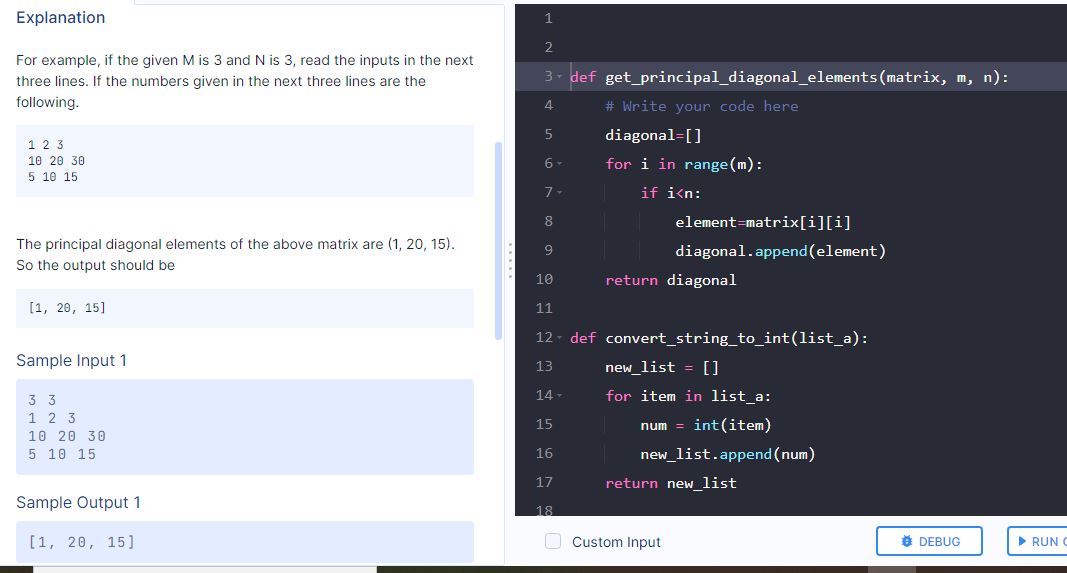 Explanation
For example, if the given M is 3 and N is 3, read the inputs in the next
three lines. If the numbers given in the next three lines are the
following.
1 2 3
10 20 30
5 10 15
The principal diagonal elements of the above matrix are (1, 20, 15).
So the output should be
[1, 20, 15]
Sample Input 1
3 3
1 2 3
10 20 30
5 10 15
Sample Output 1
[1, 20, 15]
1
2
3 def get_principal_diagonal_elements(matrix, m, n):
4 # Write your code here
5 diagonal=[]
6 for i in range(m):
7 if i<n:
8 element=matrix[i][i]
9 diagonal.append(element)
10 return diagonal
11
12 def convert_string_to_int(list_a):
13 new_list = []
14 for item in list_a:
15 num = int(item)
16 new_list.append(num)
17 return new_list
18
Custom Input
DEBUG
RUN